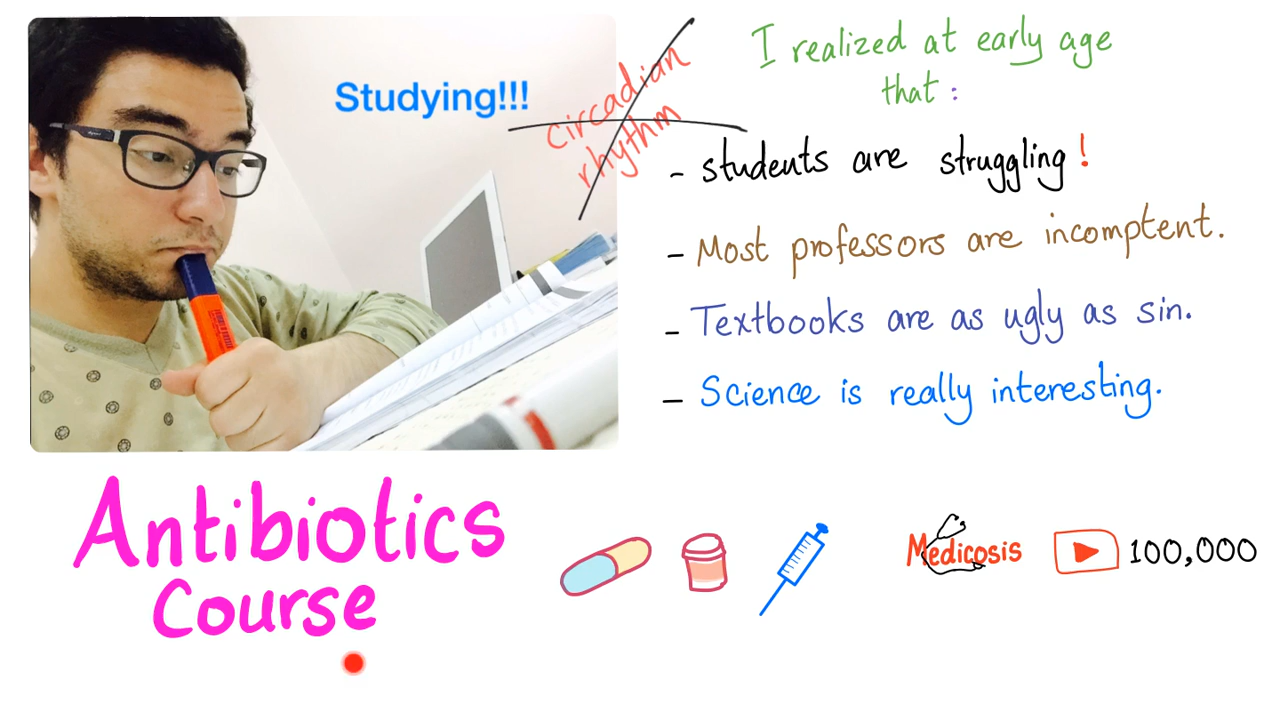 Studying!!!
circadian
rhythm
I realized at early age
that :
- students are struggling !
- Most professors are incomptent.
- Textbooks are as ugly as sin.
- Science is really interesting.
Antibiotics
Course
Medicosis
100,000